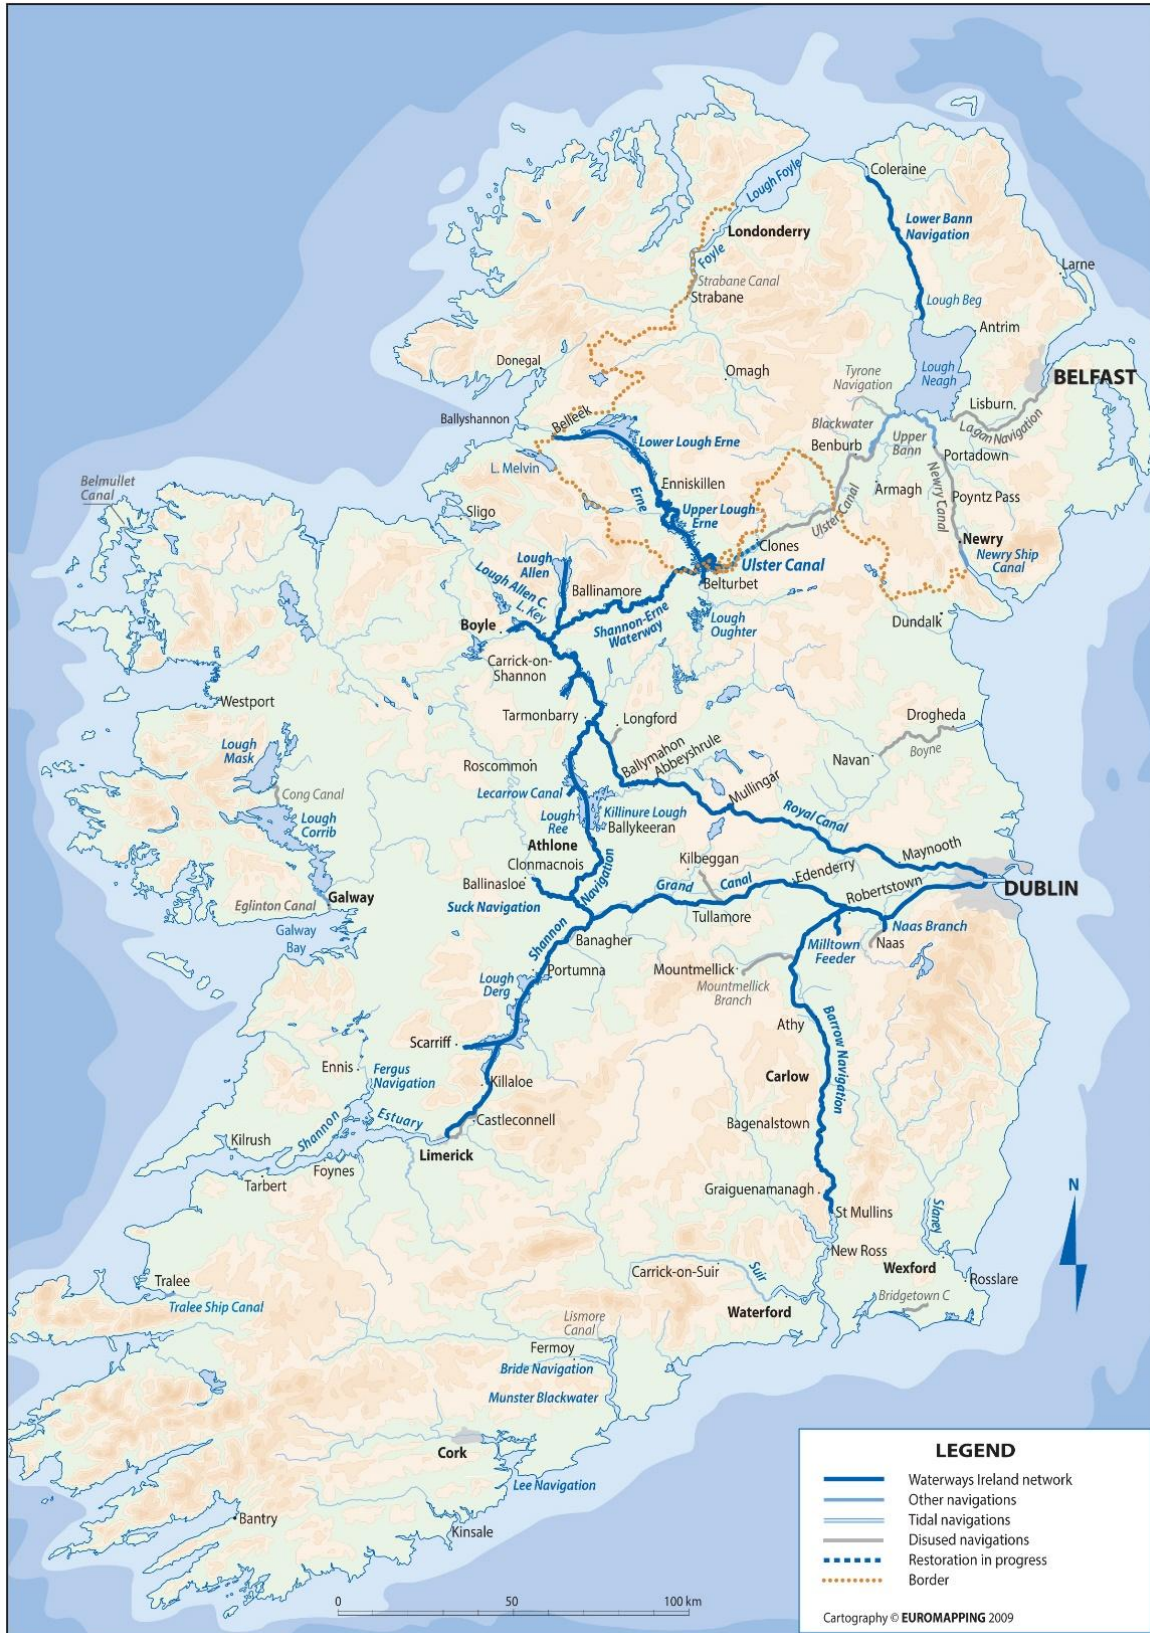 Coleraine
Lough Foyle
Lower Bann
Navigation
Londonderry
Foyle
Larne
Strabane Canal
Strabane
Lough Beg
Antrim
Donegal
Omagh
Tyrone
Navigation
Lough
Neagh
BELFAST
Lisburn
Lagan Navigation
Ballyshannon
Belleek
Blackwater
Benburb
Upper
Bann
Portadown
Lower Lough Erne
L. Melvin
Erne
Enniskillen
Armagh
Newry Canal
Poyntz Pass
Belmullet
Canal
Sligo
Upper Lough
Erne
Ulster Canal
Clones
Newry
Newry Ship
Canal
Ulster Canal
Lough
Allen
Lough Allen C.
L. Key
Ballinamore
Belturbet
Shannon-Erne
Waterway
Lough
Oughter
Dundalk
Boyle
Carrick-on-
Shannon
Westport
Tarmonbarry
Longford
Drogheda
Boyne
Navan
Lough
Mask
Roscommon
Ballymahon
Abbeyshrule
Mullingar
Cong Canal
Lecarrow Canal
Lough
Corrib
Lough
Ree
Killinure Lough
Ballykeeran
Royal Canal
Athlone
Clonmacnois
Kilbeggan
Maynooth
Ballinasloe
Navigation
Grand
Canal
Edenderry
Robertstown
DUBLIN
Eglinton Canal
Galway
Suck Navigation
Tullamore
Naas Branch
Galway
Bay
Shannon
Banagher
Milltown
Feeder
Naas
Lough
Derg
Portumna
Mountmellick
Mountmellick
Branch
Scarriff
Athy
Barrow Navigation
Ennis
Fergus
Navigation
Killaloe
Carlow
Estuary
Castleconnell
Bagenalstown
Kilrush
Shannon
Limerick
Foynes
Tarbert
Graiguenamanagh
St Mullins
Slaney
N
New Ross
Carrick-on-Suir
Suir
Wexford
Rosslare
Tralee
Tralee Ship Canal
Bridgetown C
Waterford
Lismore
Canal
Fermoy
Bride Navigation
Munster Blackwater
Cork
Lee Navigation
Bantry
Kinsale
LEGEND
Waterways Ireland network
Other navigations
Tidal navigations
Disused navigations
Restoration in progress
Border
Cartography © EUROMAPPING 2009
0 50 100 km